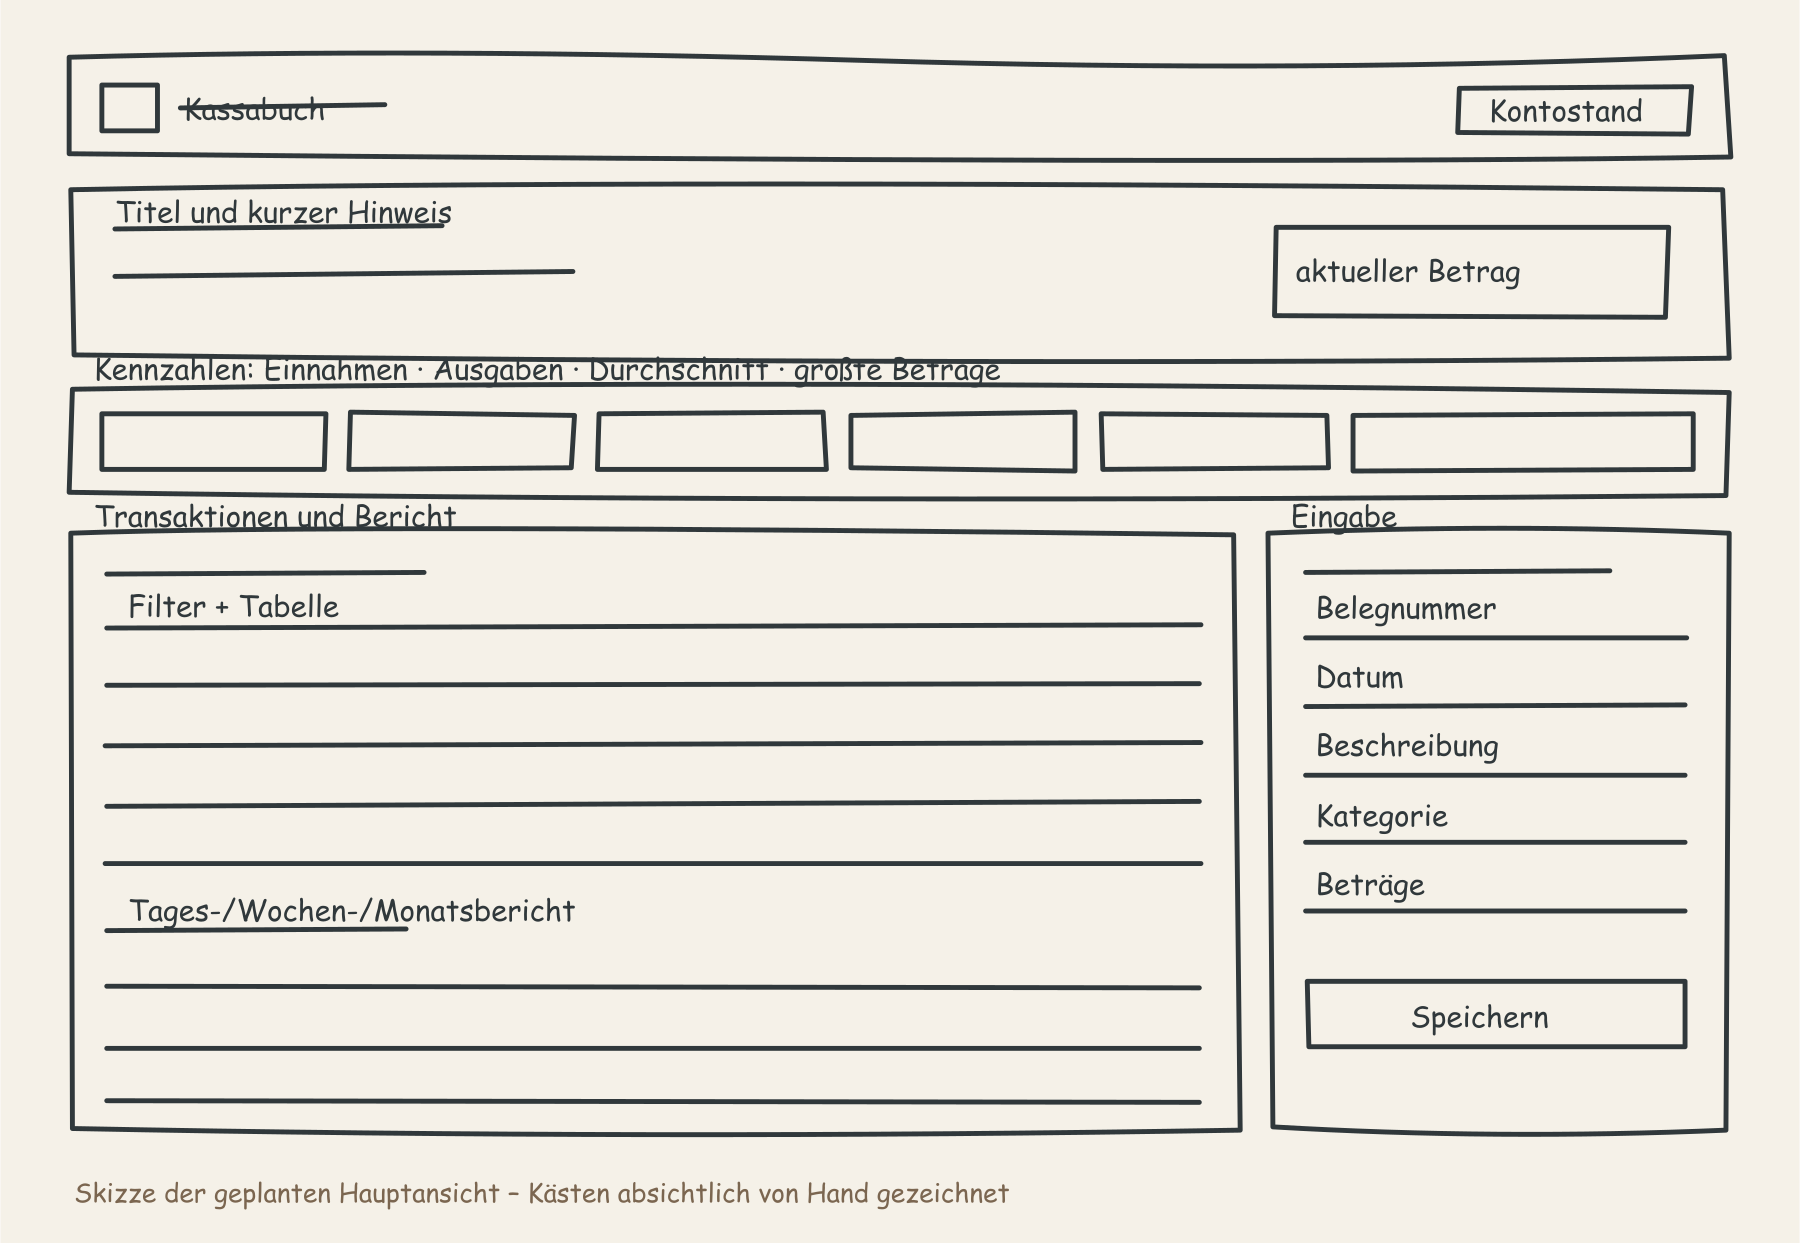 Kassabuch
Kontostand
Titel und kurzer Hinweis
aktueller Betrag
Kennzahlen: Einnahmen · Ausgaben · Durchschnitt · größte Beträge
Transaktionen und Bericht
Eingabe
Filter + Tabelle
Belegnummer
Datum
Beschreibung
Kategorie
Beträge
Tages-/Wochen-/Monatsbericht
Speichern
Skizze der geplanten Hauptansicht – Kästen absichtlich von Hand gezeichnet